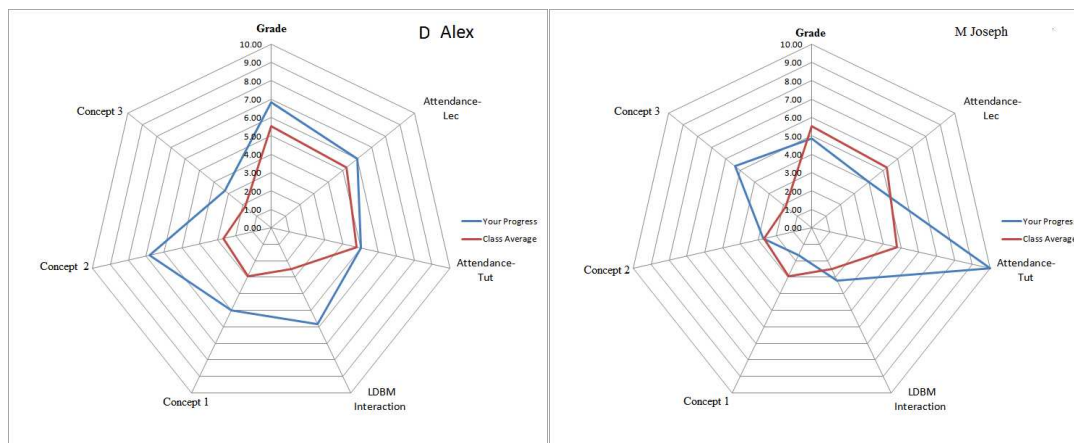 D Alex
Grade
10.00
9.00
8.00
7.00
6.00
5.00
4.00
3.00
2.00
1.00
0.00
Attendance-
Lec
Attendance-
Tut
LDBM
Interaction
Concept 1
Concept 2
Concept 3
Your Progress
Class Average
M Joseph
Grade
10.00
9.00
8.00
7.00
6.00
5.00
4.00
3.00
2.00
1.00
0.00
Attendance-
Lec
Attendance-
Tut
LDBM
Interaction
Concept 1
Concept 2
Concept 3
Your Progress
Class Average